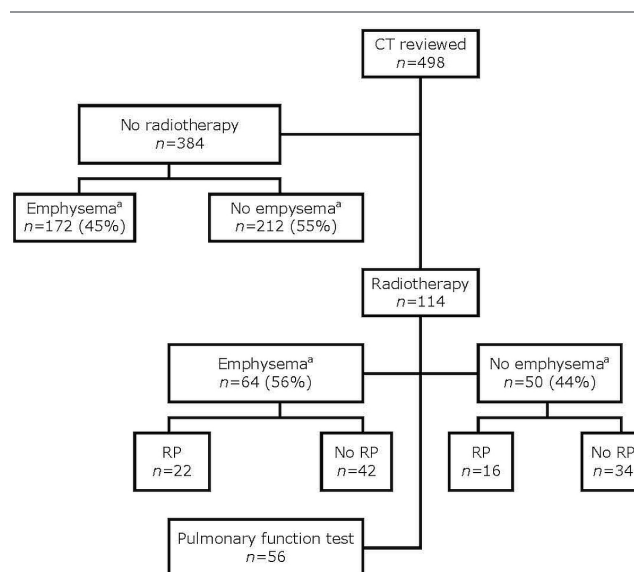 CT reviewed
n=498
No radiotherapy
n=384
Emphysemaᵃ
n=172 (45%)
No empysemaᵃ
n=212 (55%)
Radiotherapy
n=114
Emphysemaᵃ
n=64 (56%)
No emphysemaᵃ
n=50 (44%)
RP
n=22
No RP
n=42
RP
n=16
No RP
n=34
Pulmonary function test
n=56